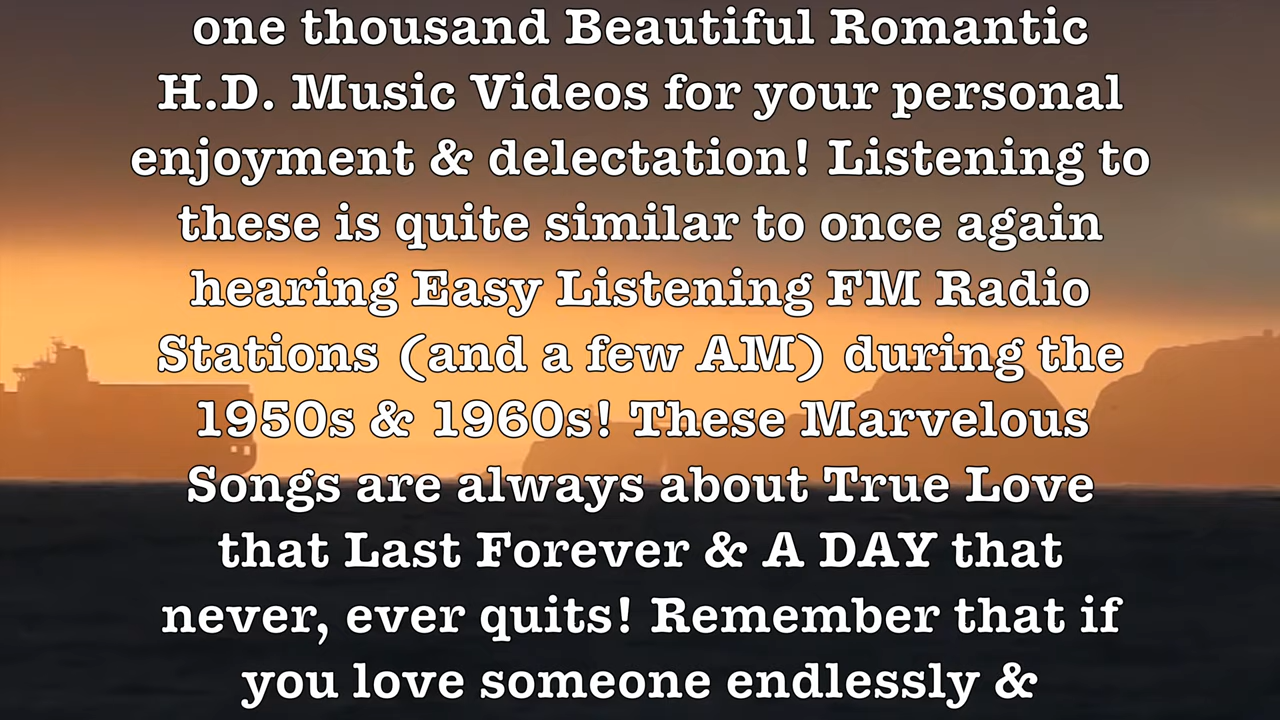 one thousand Beautiful Romantic
H.D. Music Videos for your personal
enjoyment & delectation! Listening to
these is quite similar to once again
hearing Easy Listening FM Radio
Stations (and a few AM) during the
1950s & 1960s! These Marvelous
Songs are always about True Love
that Last Forever & A DAY that
never, ever quits! Remember that if
you love someone endlessly &